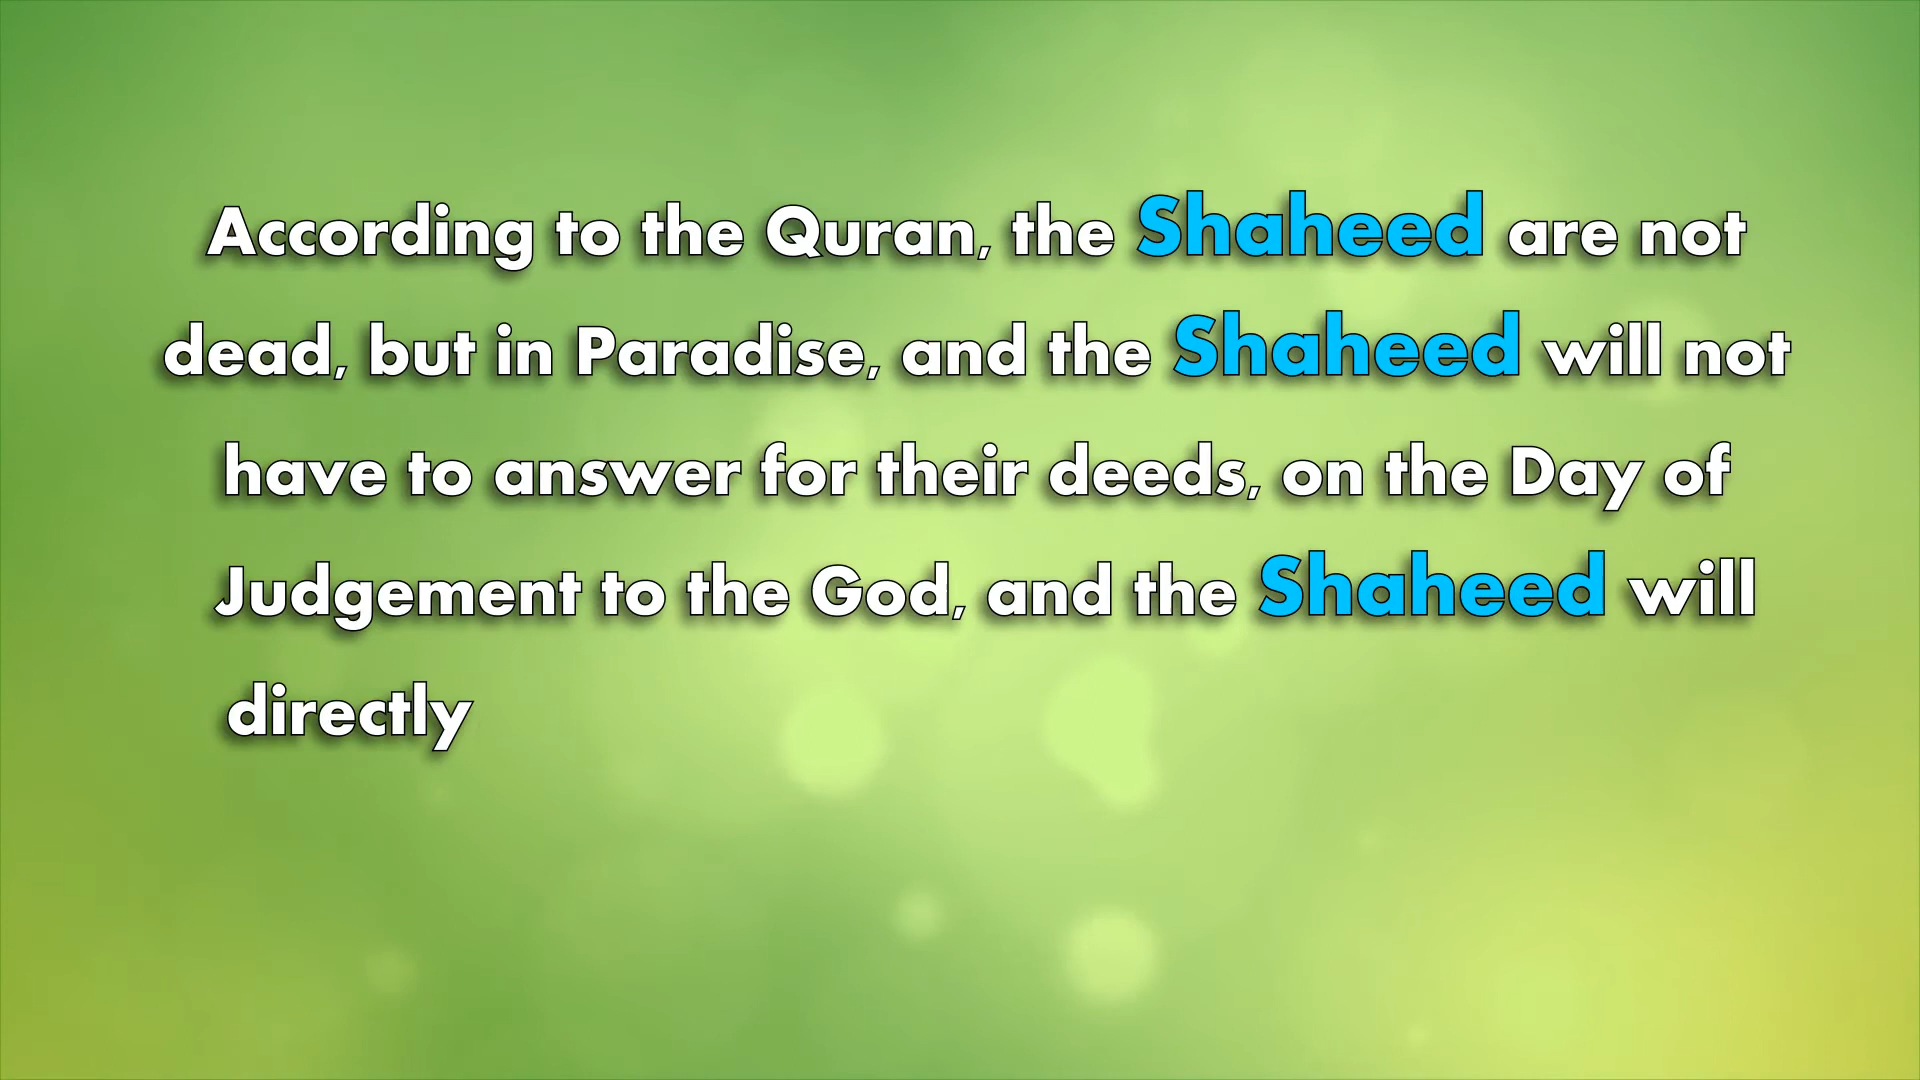 According to the Quran, the Shaheed are not
dead, but in Paradise, and the Shaheed will not
have to answer for their deeds, on the Day of
Judgement to the God, and the Shaheed will
directly